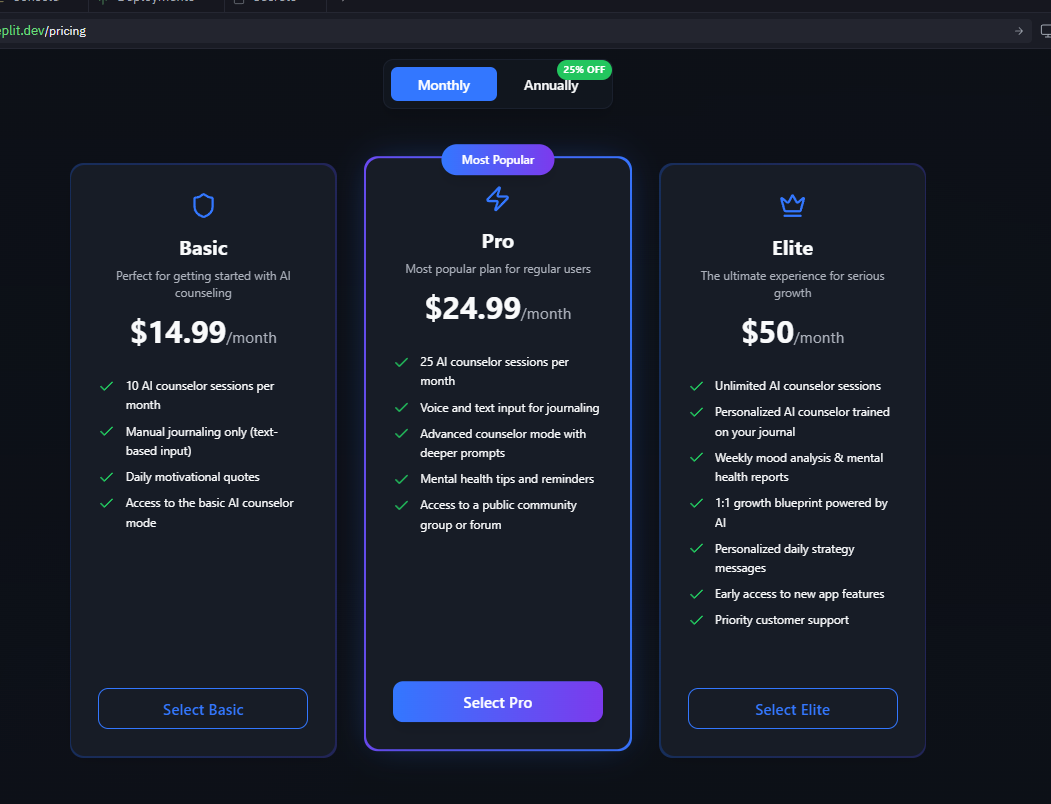 plit.dev/pricing
25% OFF
Monthly
Annually
Most Popular
Basic
Perfect for getting started with AI
counseling
$14.99/month
10 AI counselor sessions per
month
Manual journaling only (text-
based input)
Daily motivational quotes
Access to the basic AI counselor
mode
Select Basic
Pro
Most popular plan for regular users
$24.99/month
25 AI counselor sessions per
month
Voice and text input for journaling
Advanced counselor mode with
deeper prompts
Mental health tips and reminders
Access to a public community
group or forum
Select Pro
Elite
The ultimate experience for serious
growth
$50/month
Unlimited AI counselor sessions
Personalized AI counselor trained
on your journal
Weekly mood analysis & mental
health reports
1:1 growth blueprint powered by
AI
Personalized daily strategy
messages
Early access to new app features
Priority customer support
Select Elite